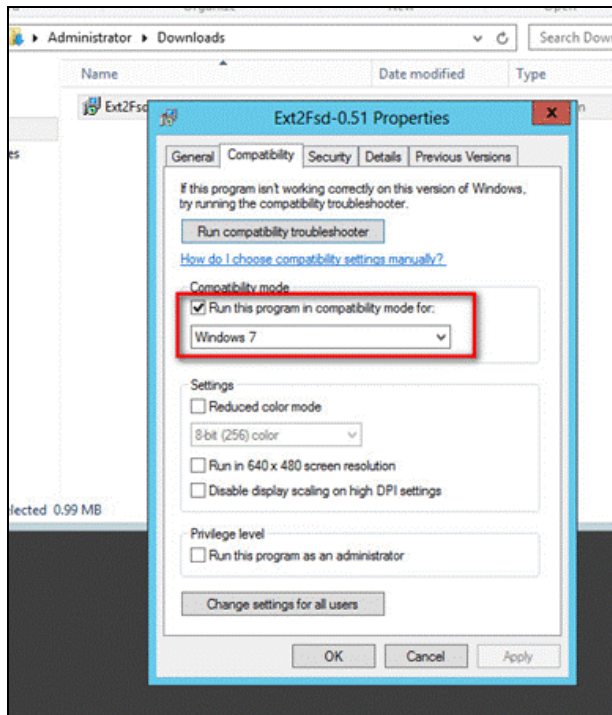 Administrator Downloads Search Dow
Name Date modified Type
Ext2Fsd
Ext2Fsd-0.51 Properties
General Compatibility Security Details Previous Versions
If this program isn't working correctly on this version of Windows,
try running the compatibility troubleshooter.
Run compatibility troubleshooter
How do I choose compatibility settings manually?
Compatibility mode
Run this program in compatibility mode for:
Windows 7
Settings
Reduced color mode
8-bit (256) color
Run in 640 x 480 screen resolution
Disable display scaling on high DPI settings
elected 0.99 MB
Privilege level
Run this program as an administrator
Change settings for all users
OK Cancel Apply